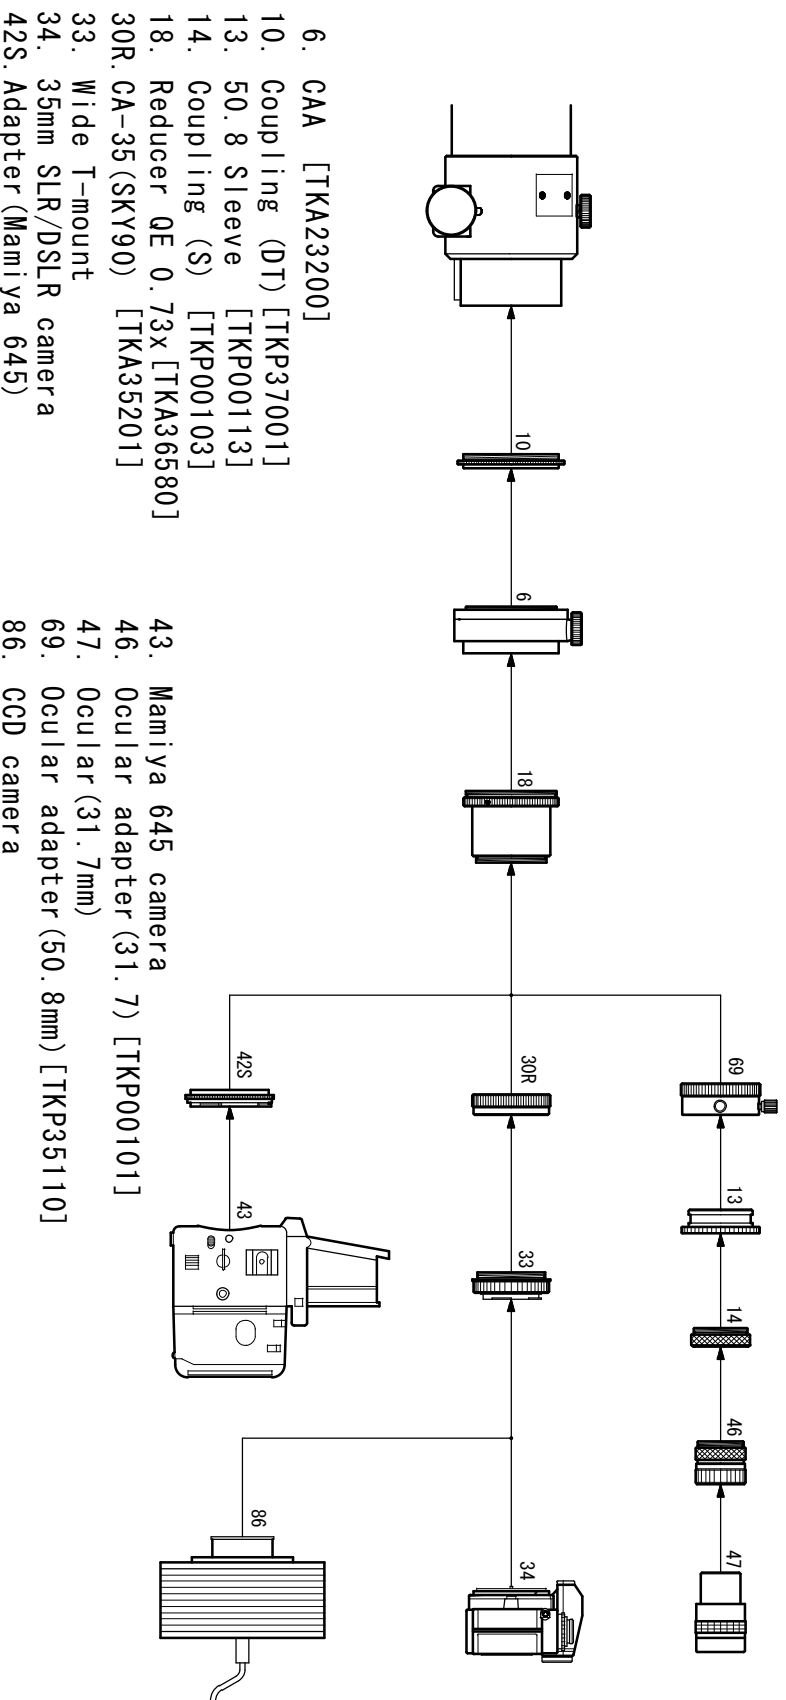 69
13
14
46
47
10
6
18
30R
33
34
42S
43
86
6. CAA [TKA23200]
10. Coupling (DT) [TKP37001]
13. 50.8 Sleeve [TKP00113]
14. Coupling (S) [TKP00103]
18. Reducer QE 0.73x [TKA36580]
30R. CA-35(SKY90) [TKA35201]
33. Wide T-mount
34. 35mm SLR/DSLR camera
42S. Adapter(Mamiya 645)
43. Mamiya 645 camera
46. Ocular adapter(31.7) [TKP00101]
47. Ocular(31.7mm)
69. Ocular adapter(50.8mm) [TKP35110]
86. CCD camera